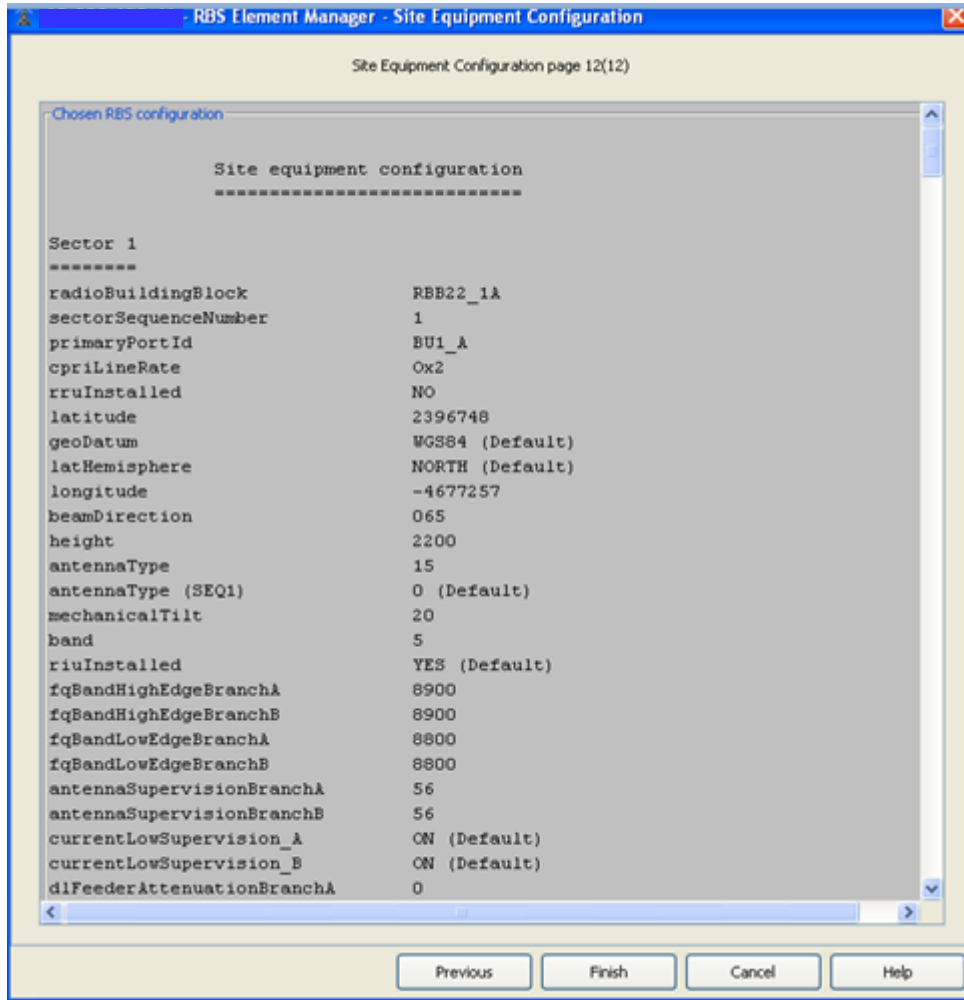 - RBS Element Manager - Site Equipment Configuration
Site Equipment Configuration page 12(12)
Chosen RBS configuration
Site equipment configuration
============================
Sector 1
========
radioBuildingBlock RBB22_1A
sectorSequenceNumber 1
primaryPortId BU1_A
cpriLineRate 0x2
rruInstalled NO
latitude 2396748
geoDatum WGS84 (Default)
latHemisphere NORTH (Default)
longitude -4677257
beamDirection 065
height 2200
antennaType 15
antennaType (SEQ1) 0 (Default)
mechanicalTilt 20
band 5
riuInstalled YES (Default)
fqBandHighEdgeBranchA 8900
fqBandHighEdgeBranchB 8900
fqBandLowEdgeBranchA 8800
fqBandLowEdgeBranchB 8800
antennaSupervisionBranchA 56
antennaSupervisionBranchB 56
currentLowSupervision_A ON (Default)
currentLowSupervision_B ON (Default)
dlFeederAttenuationBranchA 0
Previous Finish Cancel Help